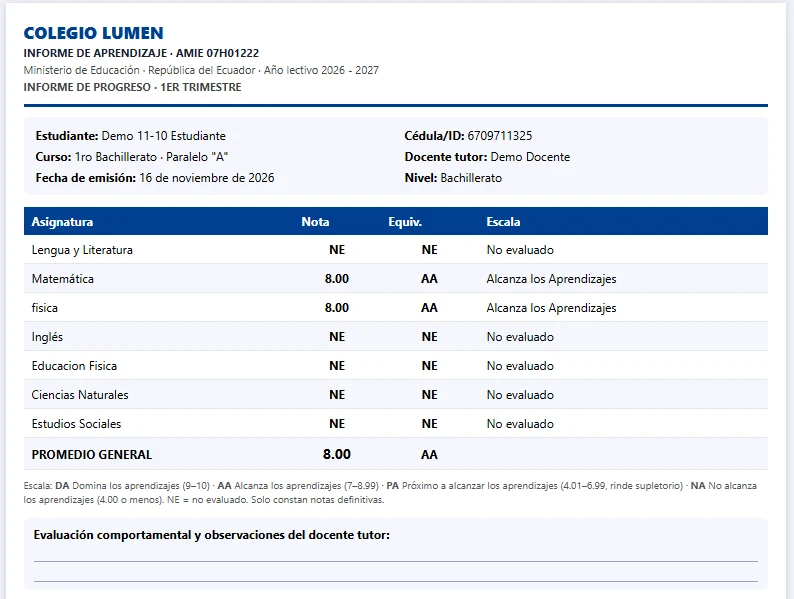 COLEGIO LUMEN
INFORME DE APRENDIZAJE · AMIE 07H01222
Ministerio de Educación · República del Ecuador · Año lectivo 2026 - 2027
INFORME DE PROGRESO · 1ER TRIMESTRE
Estudiante: Demo 11-10 Estudiante Cédula/ID: 6709711325
Curso: 1ro Bachillerato · Paralelo "A" Docente tutor: Demo Docente
Fecha de emisión: 16 de noviembre de 2026 Nivel: Bachillerato
Asignatura Nota Equiv. Escala
Lengua y Literatura NE NE No evaluado
Matemática 8.00 AA Alcanza los Aprendizajes
fisica 8.00 AA Alcanza los Aprendizajes
Inglés NE NE No evaluado
Educacion Fisica NE NE No evaluado
Ciencias Naturales NE NE No evaluado
Estudios Sociales NE NE No evaluado
PROMEDIO GENERAL 8.00 AA
Escala: DA Domina los aprendizajes (9–10) · AA Alcanza los aprendizajes (7–8.99) · PA Próximo a alcanzar los aprendizajes (4.01–6.99, rinde supletorio) · NA No alcanza
los aprendizajes (4.00 o menos). NE = no evaluado. Solo constan notas definitivas.
Evaluación comportamental y observaciones del docente tutor: